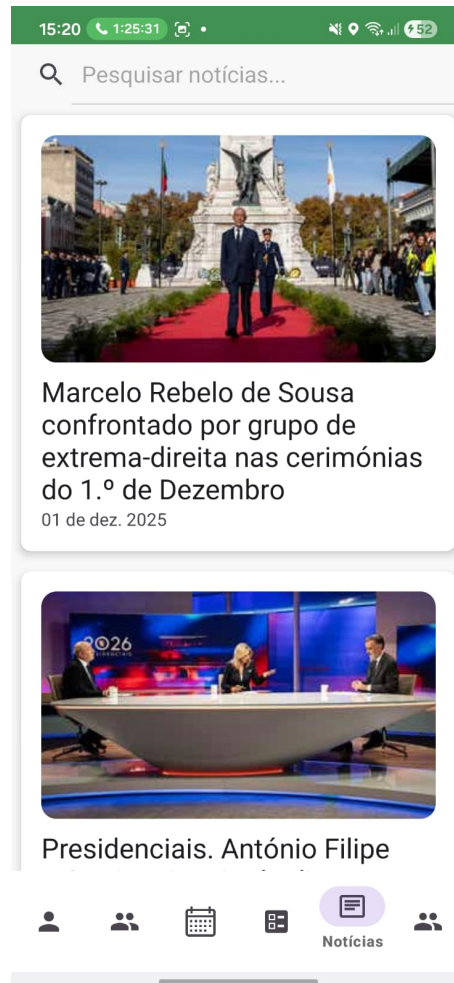 15:20 1:25:31 52
Pesquisar notícias...
Marcelo Rebelo de Sousa
confrontado por grupo de
extrema-direita nas cerimónias
do 1.º de Dezembro
01 de dez. 2025
2026
Presidenciais. António Filipe
Notícias